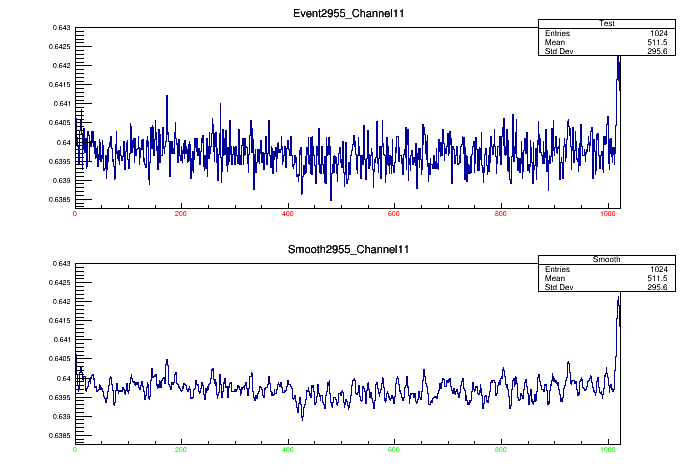 Event2955_Channel11
Test
Entries 1024
Mean 511.5
Std Dev 295.6
0.643
0.6425
0.642
0.6415
0.641
0.6405
0.64
0.6395
0.639
0.6385
0 200 400 600 800 1000
Smooth2955_Channel11
Smooth
Entries 1024
Mean 511.5
Std Dev 295.6
0.643
0.6425
0.642
0.6415
0.641
0.6405
0.64
0.6395
0.639
0.6385
0 200 400 600 800 1000